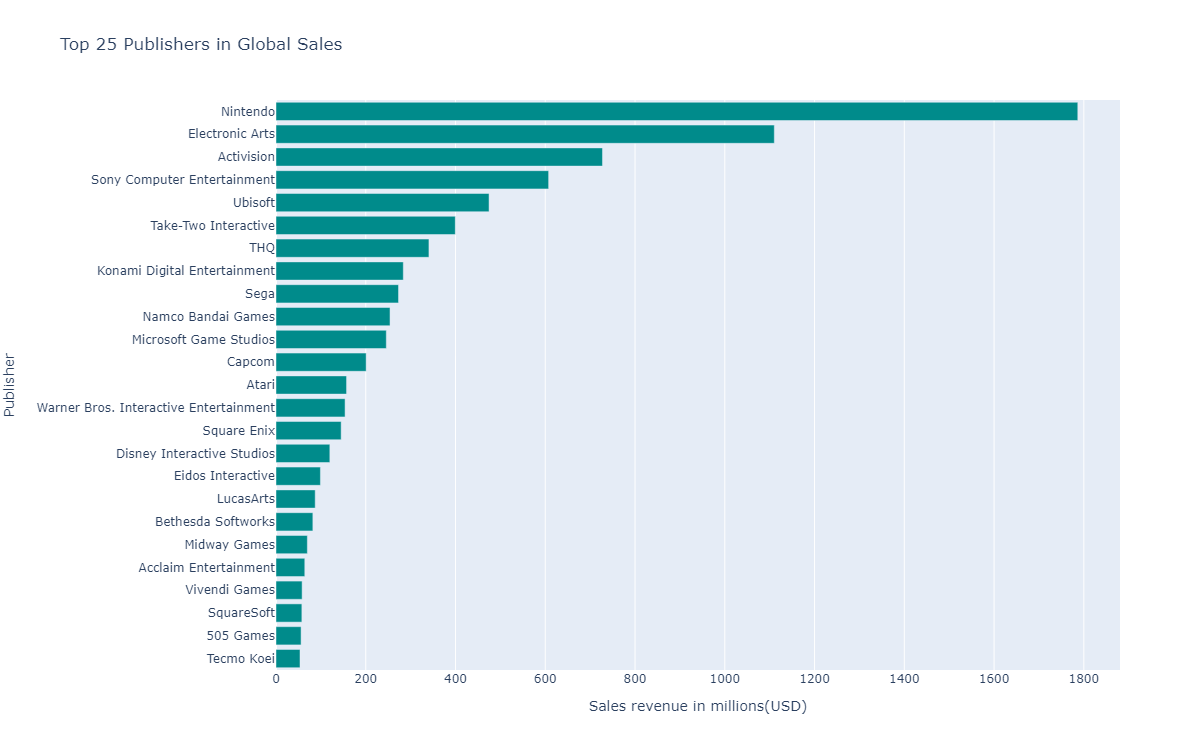 Top 25 Publishers in Global Sales
Publisher
Nintendo
Electronic Arts
Activision
Sony Computer Entertainment
Ubisoft
Take-Two Interactive
THQ
Konami Digital Entertainment
Sega
Namco Bandai Games
Microsoft Game Studios
Capcom
Atari
Warner Bros. Interactive Entertainment
Square Enix
Disney Interactive Studios
Eidos Interactive
LucasArts
Bethesda Softworks
Midway Games
Acclaim Entertainment
Vivendi Games
SquareSoft
505 Games
Tecmo Koei
0 200 400 600 800 1000 1200 1400 1600 1800
Sales revenue in millions(USD)